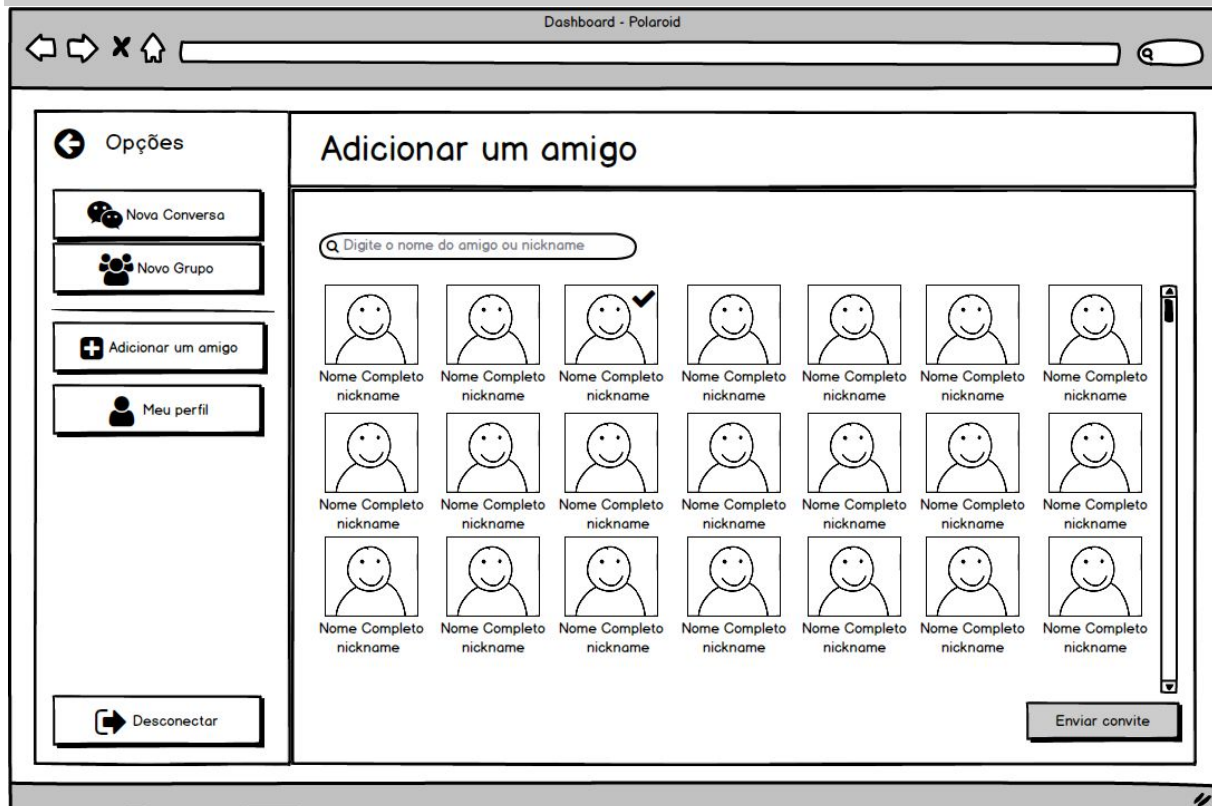 Dashboard - Polaroid
Opções
Nova Conversa
Novo Grupo
Adicionar um amigo
Meu perfil
Desconectar
Adicionar um amigo
Digite o nome do amigo ou nickname
Nome Completo Nome Completo Nome Completo Nome Completo Nome Completo Nome Completo Nome Completo
nickname nickname nickname nickname nickname nickname nickname
Nome Completo Nome Completo Nome Completo Nome Completo Nome Completo Nome Completo Nome Completo
nickname nickname nickname nickname nickname nickname nickname
Nome Completo Nome Completo Nome Completo Nome Completo Nome Completo Nome Completo Nome Completo
nickname nickname nickname nickname nickname nickname nickname
Enviar convite